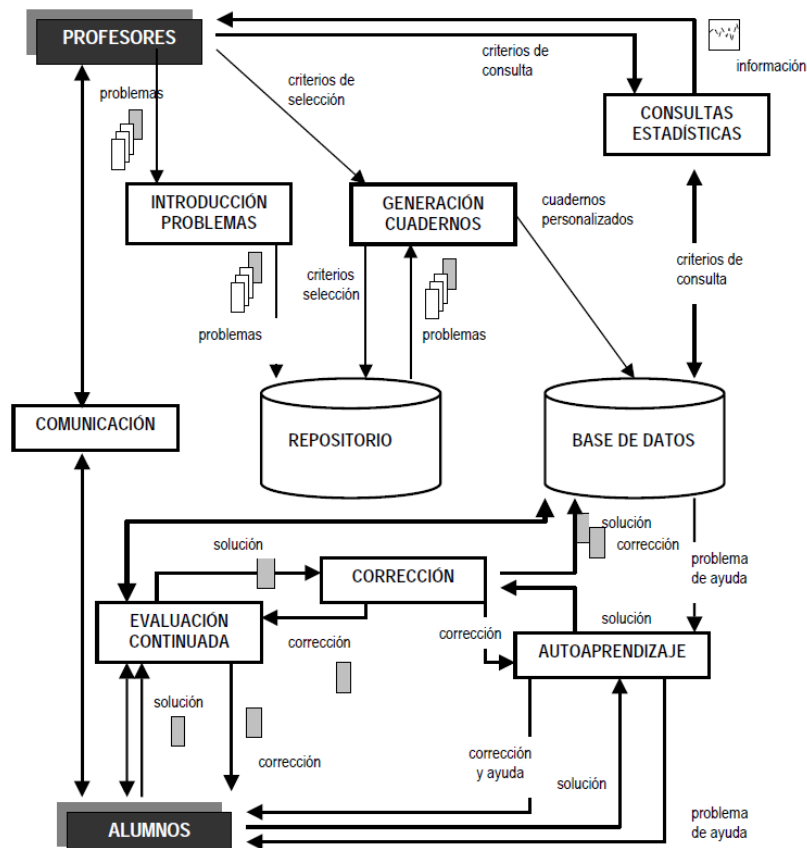 PROFESORES
criterios de
consulta
información
problemas
criterios de
selección
CONSULTAS
ESTADÍSTICAS
INTRODUCCIÓN
PROBLEMAS
GENERACIÓN
CUADERNOS
cuadernos
personalizados
criterios
selección
criterios de
consulta
problemas
problemas
COMUNICACIÓN
REPOSITORIO
BASE DE DATOS
solución
solución
corrección
problema
de ayuda
CORRECCIÓN
EVALUACIÓN
CONTINUADA
corrección
corrección
solución
AUTOAPRENDIZAJE
solución
corrección
corrección
y ayuda
solución
problema
de ayuda
ALUMNOS